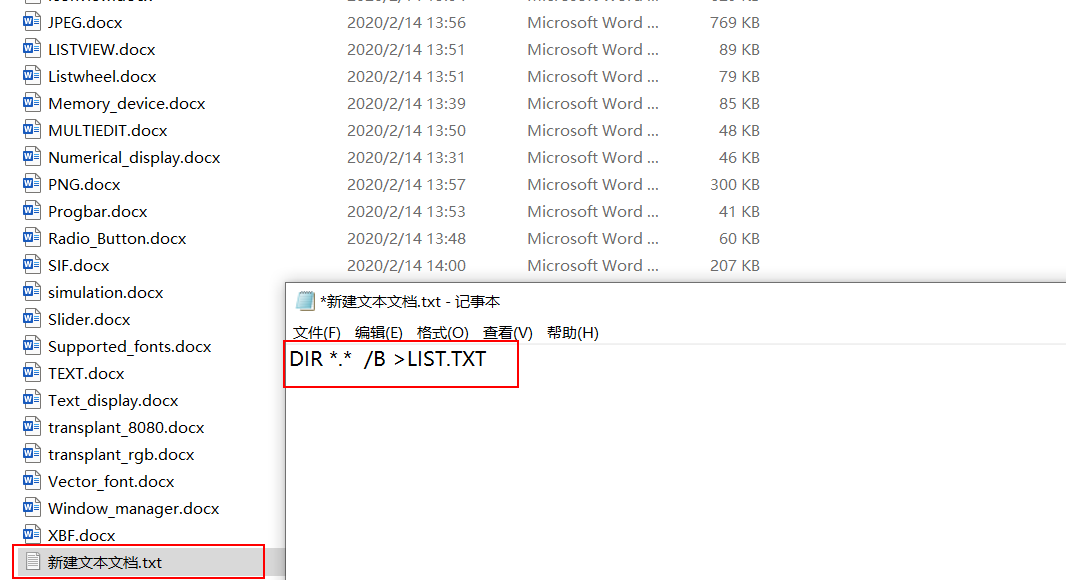 JPEG.docx 2020/2/14 13:56 Microsoft Word ... 769 KB
LISTVIEW.docx 2020/2/14 13:51 Microsoft Word ... 89 KB
Listwheel.docx 2020/2/14 13:51 Microsoft Word ... 79 KB
Memory_device.docx 2020/2/14 13:39 Microsoft Word ... 85 KB
MULTIEDIT.docx 2020/2/14 13:50 Microsoft Word ... 48 KB
Numerical_display.docx 2020/2/14 13:31 Microsoft Word ... 46 KB
PNG.docx 2020/2/14 13:57 Microsoft Word ... 300 KB
Progbar.docx 2020/2/14 13:53 Microsoft Word ... 41 KB
Radio_Button.docx 2020/2/14 13:48 Microsoft Word ... 60 KB
SIF.docx 2020/2/14 14:00 Microsoft Word ... 207 KB
simulation.docx
Slider.docx
Supported_fonts.docx
TEXT.docx
Text_display.docx
transplant_8080.docx
transplant_rgb.docx
Vector_font.docx
Window_manager.docx
XBF.docx
新建文本文档.txt
*新建文本文档.txt - 记事本
文件(F) 编辑(E) 格式(O) 查看(V) 帮助(H)
DIR *.*  /B >LIST.TXT